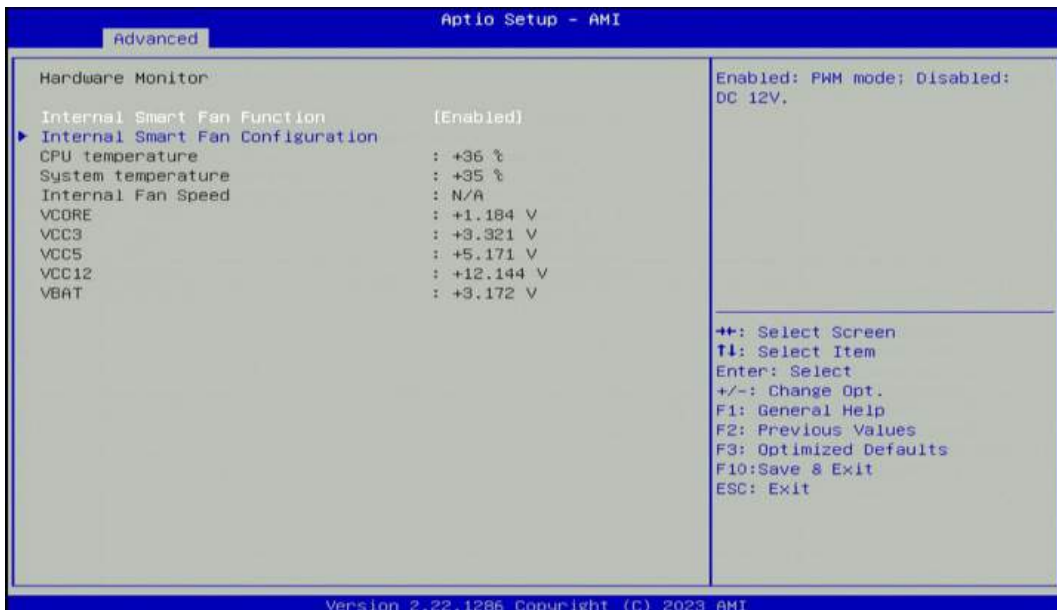 Aptio Setup - AMI
Advanced
Hardware Monitor
Internal Smart Fan Function [Enabled]
Internal Smart Fan Configuration
CPU temperature : +36 ℃
System temperature : +35 ℃
Internal Fan Speed : N/A
VCORE : +1.184 V
VCC3 : +3.321 V
VCC5 : +5.171 V
VCC12 : +12.144 V
VBAT : +3.172 V
Enabled: PWM mode; Disabled:
DC 12V.
→←: Select Screen
↑↓: Select Item
Enter: Select
+/-: Change Opt.
F1: General Help
F2: Previous Values
F3: Optimized Defaults
F10:Save & Exit
ESC: Exit
Version 2.22.1286 Copyright (C) 2023 AMI